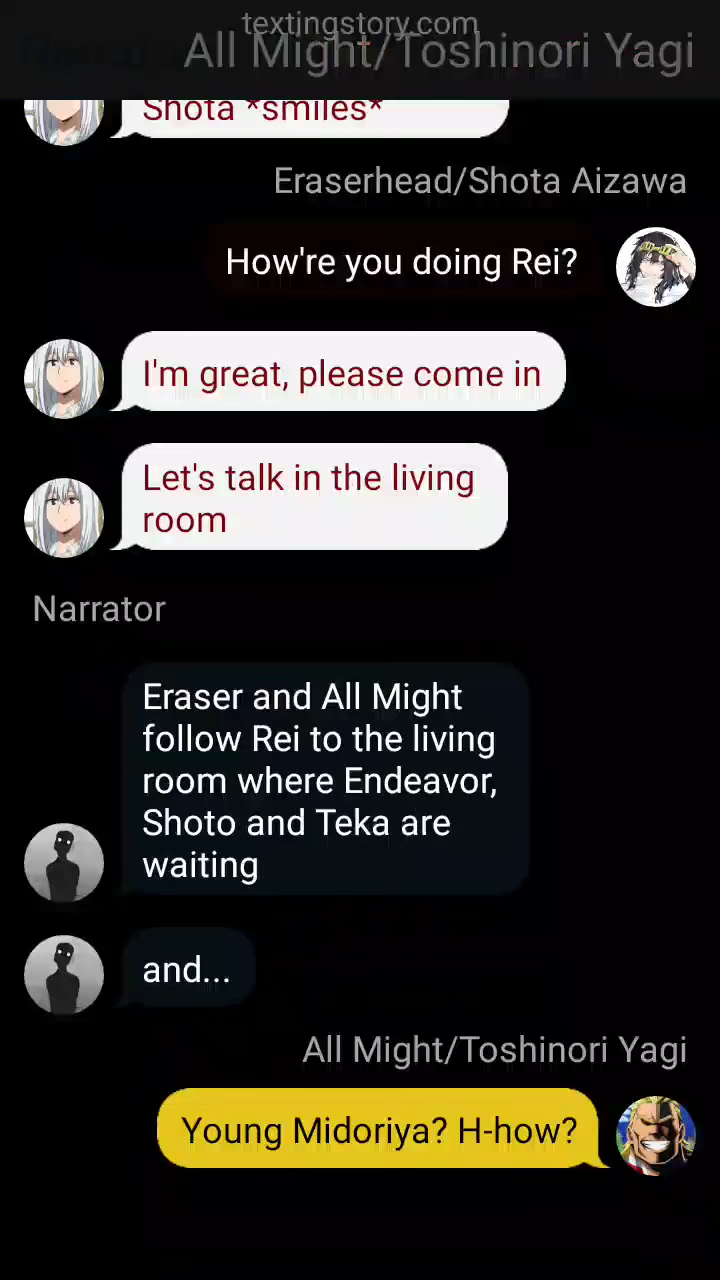 textingstory.com
All Might/Toshinori Yagi
Shota *smiles*
Eraserhead/Shota Aizawa
How're you doing Rei?
I'm great, please come in
Let's talk in the living
room
Narrator
Eraser and All Might
follow Rei to the living
room where Endeavor,
Shoto and Teka are
waiting
and...
All Might/Toshinori Yagi
Young Midoriya? H-how?